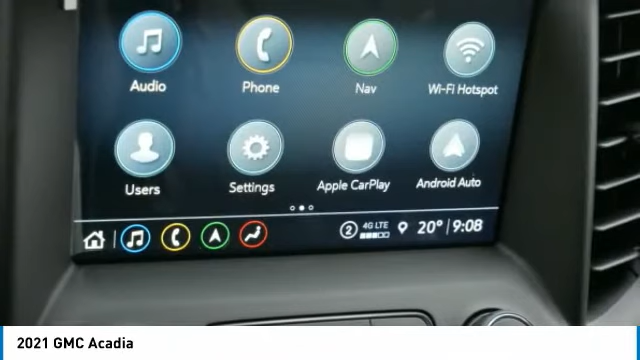 Audio Phone Nav Wi-Fi Hotspot
Users Settings Apple CarPlay Android Auto
2 4G LTE 20° 9:08
2021 GMC Acadia